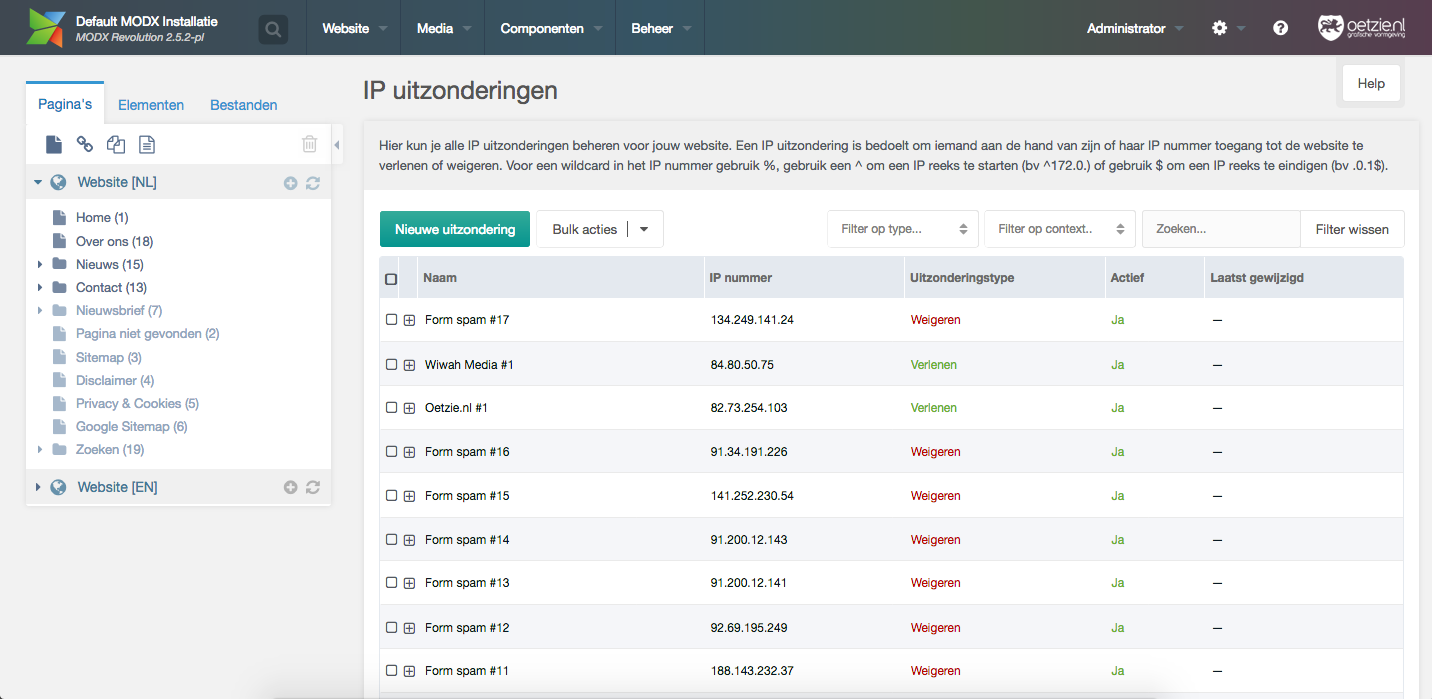 Default MODX Installatie
MODX Revolution 2.5.2-pl
Website
Media
Componenten
Beheer
Administrator
oetzie.nl
grafische vormgeving
Pagina's
Elementen
Bestanden
Website [NL]
Home (1)
Over ons (18)
Nieuws (15)
Contact (13)
Nieuwsbrief (7)
Pagina niet gevonden (2)
Sitemap (3)
Disclaimer (4)
Privacy & Cookies (5)
Google Sitemap (6)
Zoeken (19)
Website [EN]
IP uitzonderingen
Help
Hier kun je alle IP uitzonderingen beheren voor jouw website. Een IP uitzondering is bedoelt om iemand aan de hand van zijn of haar IP nummer toegang tot de website te
verlenen of weigeren. Voor een wildcard in het IP nummer gebruik %, gebruik een ^ om een IP reeks te starten (bv ^172.0.) of gebruik $ om een IP reeks te eindigen (bv .0.1$).
Nieuwe uitzondering
Bulk acties
Filter op type...
Filter op context..
Zoeken...
Filter wissen
Naam IP nummer Uitzonderingstype Actief Laatst gewijzigd
Form spam #17 134.249.141.24 Weigeren Ja —
Wiwah Media #1 84.80.50.75 Verlenen Ja —
Oetzie.nl #1 82.73.254.103 Verlenen Ja —
Form spam #16 91.34.191.226 Weigeren Ja —
Form spam #15 141.252.230.54 Weigeren Ja —
Form spam #14 91.200.12.143 Weigeren Ja —
Form spam #13 91.200.12.141 Weigeren Ja —
Form spam #12 92.69.195.249 Weigeren Ja —
Form spam #11 188.143.232.37 Weigeren Ja —